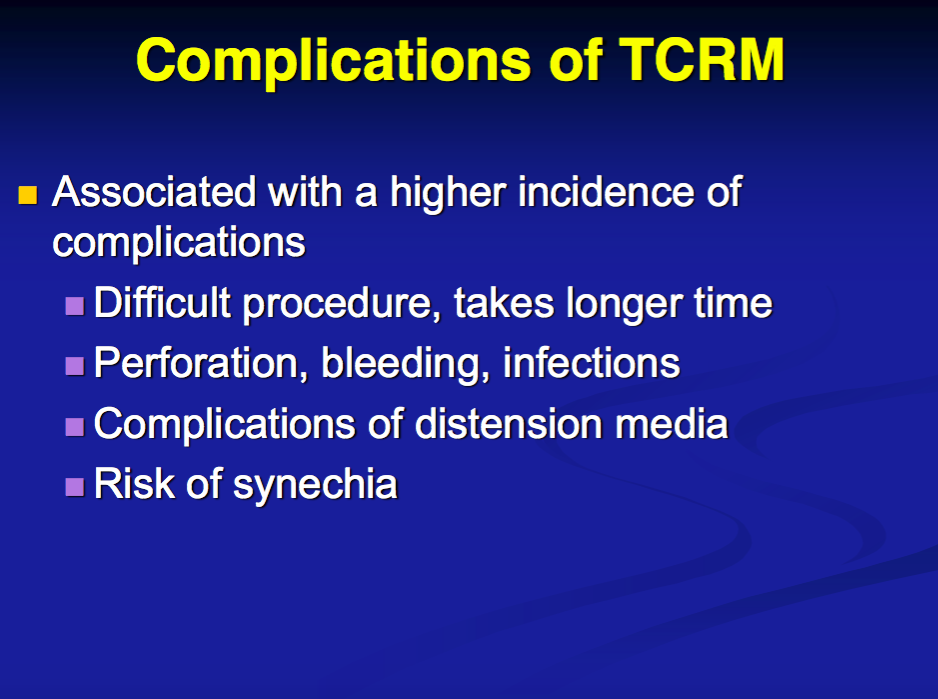 Complications of TCRM
Associated with a higher incidence of
complications
Difficult procedure, takes longer time
Perforation, bleeding, infections
Complications of distension media
Risk of synechia